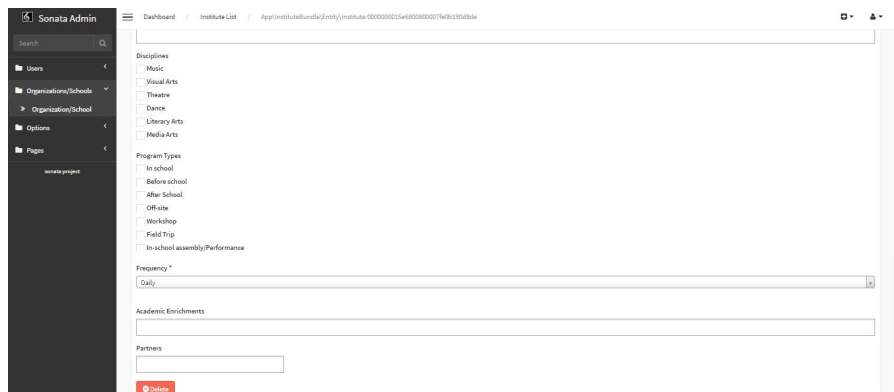 Sonata Admin
Dashboard / Institute List / App\InstituteBundle\Entity\Institute:0000000015e6800800007fe0b190d8de
Search
Users
Organizations/Schools
Organization/School
Options
Pages
sonata project
Disciplines
Music
Visual Arts
Theatre
Dance
Literary Arts
Media Arts
Program Types
In school
Before school
After School
Off-site
Workshop
Field Trip
In-school assembly/Performance
Frequency *
Daily
Academic Enrichments
Partners
Delete